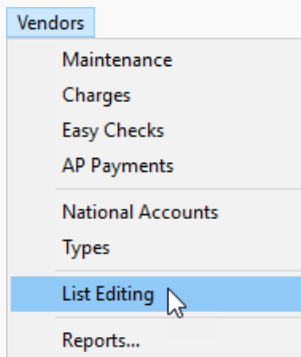 Vendors
Maintenance
Charges
Easy Checks
AP Payments
National Accounts
Types
List Editing
Reports...